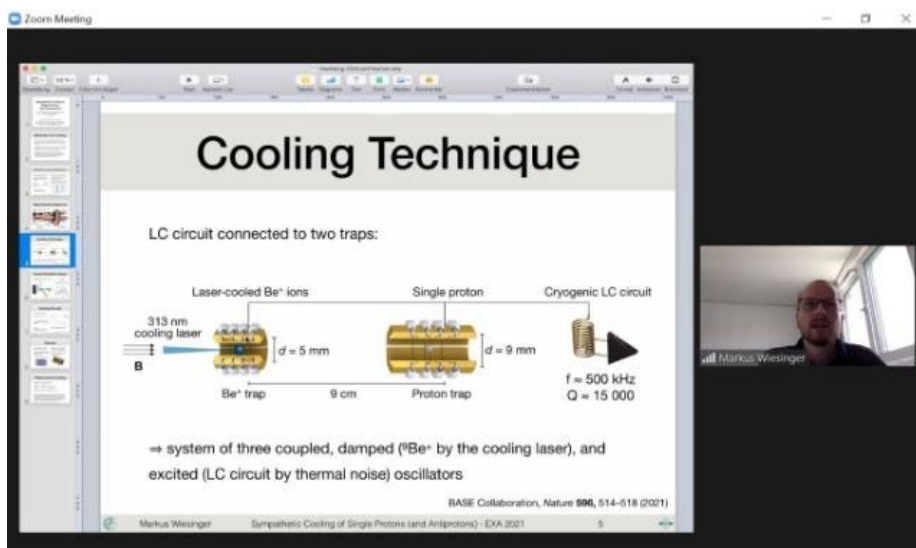 Zoom Meeting
Cooling Technique
LC circuit connected to two traps:
Laser-cooled Be⁺ ions
Single proton
Cryogenic LC circuit
313 nm
cooling laser
B
d = 5 mm
d = 9 mm
Be⁺ trap
9 cm
Proton trap
f ≈ 500 kHz
Q ≈ 15 000
⇒ system of three coupled, damped (⁹Be⁺ by the cooling laser), and
excited (LC circuit by thermal noise) oscillators
BASE Collaboration, Nature 596, 514–518 (2021)
Markus Wiesinger
Sympathetic Cooling of Single Protons (and Antiprotons) - EXA 2021
5
Markus Wiesinger